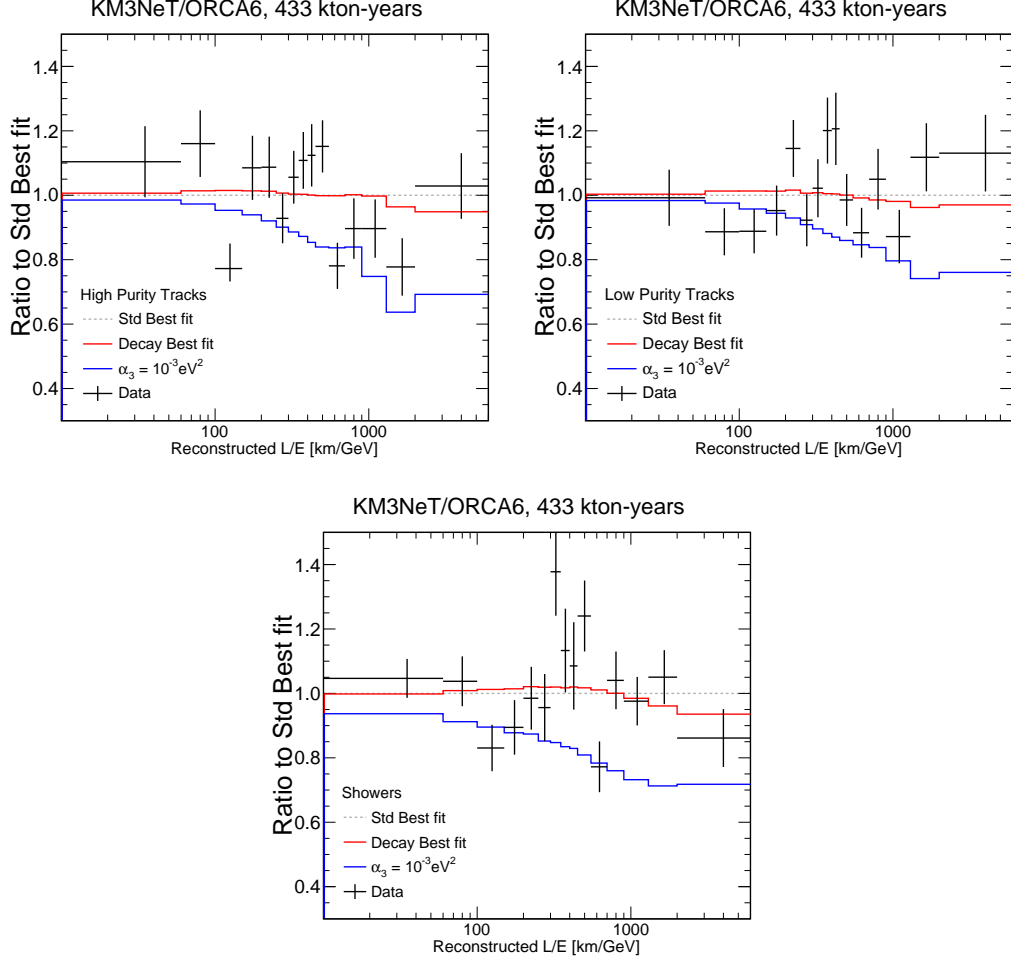 KM3NeT/ORCA6, 433 kton-years
Ratio to Std Best fit
1.4
1.2
1.0
0.8
0.6
0.4
High Purity Tracks
Std Best fit
Decay Best fit
α₃ = 10⁻³eV²
Data
100
1000
Reconstructed L/E [km/GeV]
KM3NeT/ORCA6, 433 kton-years
Ratio to Std Best fit
1.4
1.2
1.0
0.8
0.6
0.4
Low Purity Tracks
Std Best fit
Decay Best fit
α₃ = 10⁻³eV²
Data
100
1000
Reconstructed L/E [km/GeV]
KM3NeT/ORCA6, 433 kton-years
Ratio to Std Best fit
1.4
1.2
1.0
0.8
0.6
0.4
Showers
Std Best fit
Decay Best fit
α₃ = 10⁻³eV²
Data
100
1000
Reconstructed L/E [km/GeV]